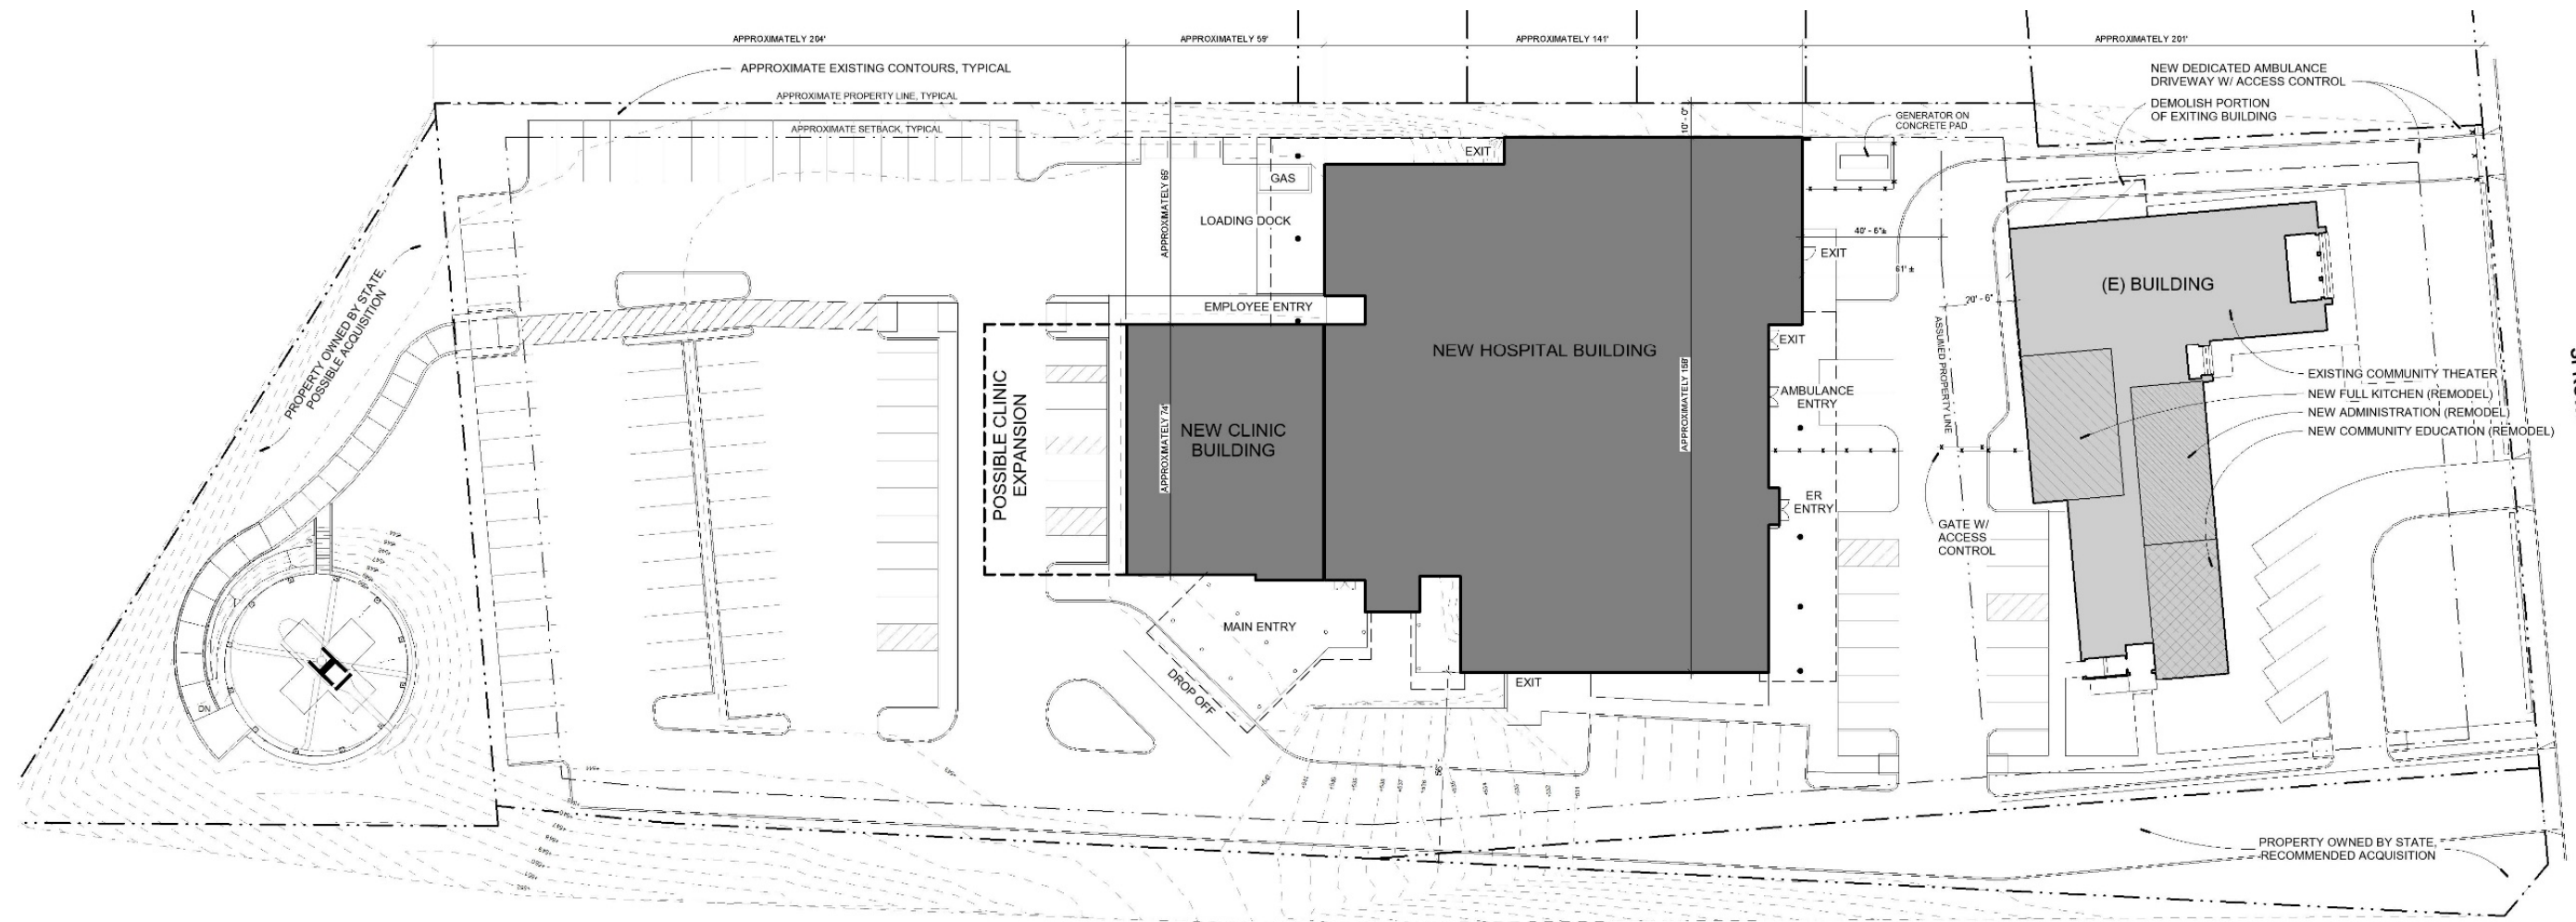 APPROXIMATELY 204'
APPROXIMATELY 59'
APPROXIMATELY 141'
APPROXIMATELY 201'
APPROXIMATE EXISTING CONTOURS, TYPICAL
NEW DEDICATED AMBULANCE
DRIVEWAY W/ ACCESS CONTROL
APPROXIMATE PROPERTY LINE, TYPICAL
DEMOLISH PORTION
OF EXITING BUILDING
APPROXIMATE SETBACK, TYPICAL
10' - 0"
GENERATOR ON
CONCRETE PAD
EXIT
GAS
APPROXIMATELY 65'
LOADING DOCK
40' - 6"±
EXIT
61' ±
20' - 6"
(E) BUILDING
PROPERTY OWNED BY STATE,
POSSIBLE ACQUISITION
EMPLOYEE ENTRY
EXIT
NEW HOSPITAL BUILDING
APPROXIMATELY 158'
ASSUMED PROPERTY LINE
AMBULANCE
ENTRY
EXISTING COMMUNITY THEATER
NEW FULL KITCHEN (REMODEL)
NEW ADMINISTRATION (REMODEL)
NEW COMMUNITY EDUCATION (REMODEL)
POSSIBLE CLINIC
EXPANSION
APPROXIMATELY 74'
NEW CLINIC
BUILDING
ER
ENTRY
GATE W/
ACCESS
CONTROL
MAIN ENTRY
DROP OFF
EXIT
H
DN
56'
PROPERTY OWNED BY STATE,
RECOMMENDED ACQUISITION